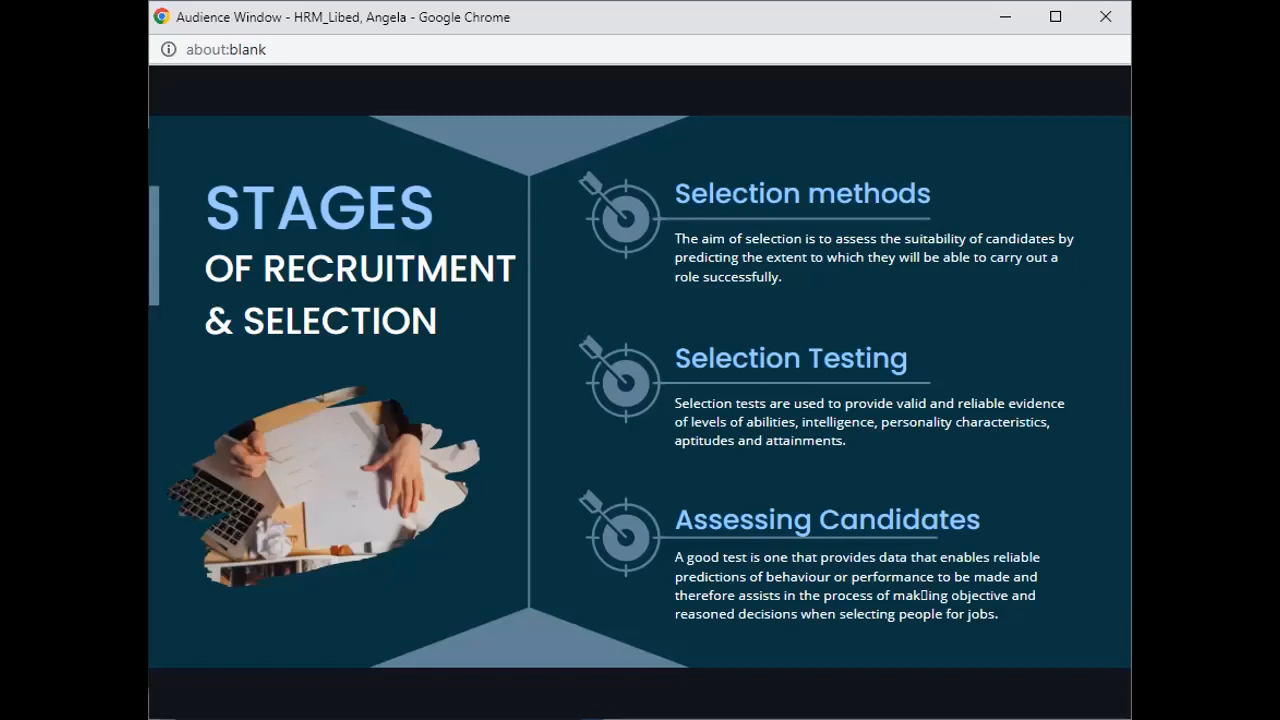 Audience Window - HRM_Libed, Angela - Google Chrome
about:blank
STAGES
OF RECRUITMENT
& SELECTION
Selection methods
The aim of selection is to assess the suitability of candidates by
predicting the extent to which they will be able to carry out a
role successfully.
Selection Testing
Selection tests are used to provide valid and reliable evidence
of levels of abilities, intelligence, personality characteristics,
aptitudes and attainments.
Assessing Candidates
A good test is one that provides data that enables reliable
predictions of behaviour or performance to be made and
therefore assists in the process of mak▯ing objective and
reasoned decisions when selecting people for jobs.